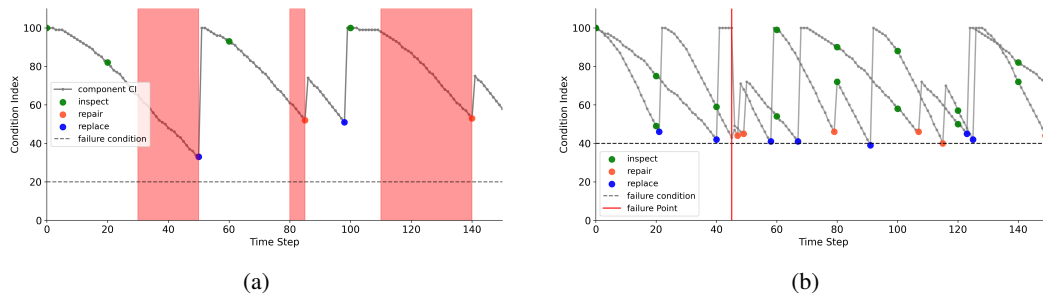 100
80
60
40
20
0
Condition Index
component CI
inspect
repair
replace
failure condition
0 20 40 60 80 100 120 140
Time Step
(a)
100
80
60
40
20
0
Condition Index
inspect
repair
replace
failure condition
failure Point
0 20 40 60 80 100 120 140
Time Step
(b)